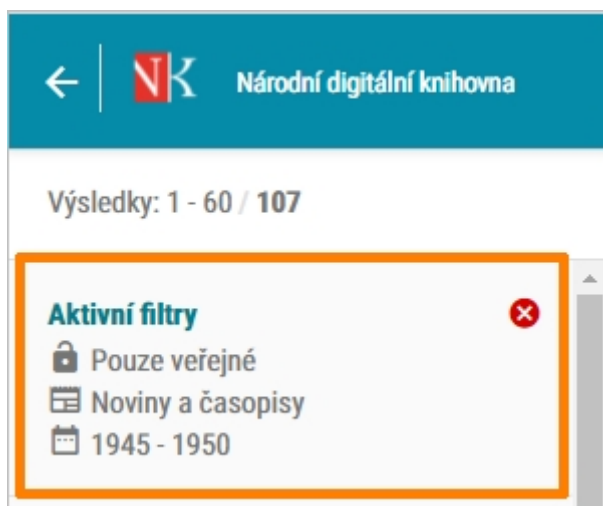 NK Národní digitální knihovna
Výsledky: 1 - 60 / 107
Aktivní filtry
Pouze veřejné
Noviny a časopisy
1945 - 1950